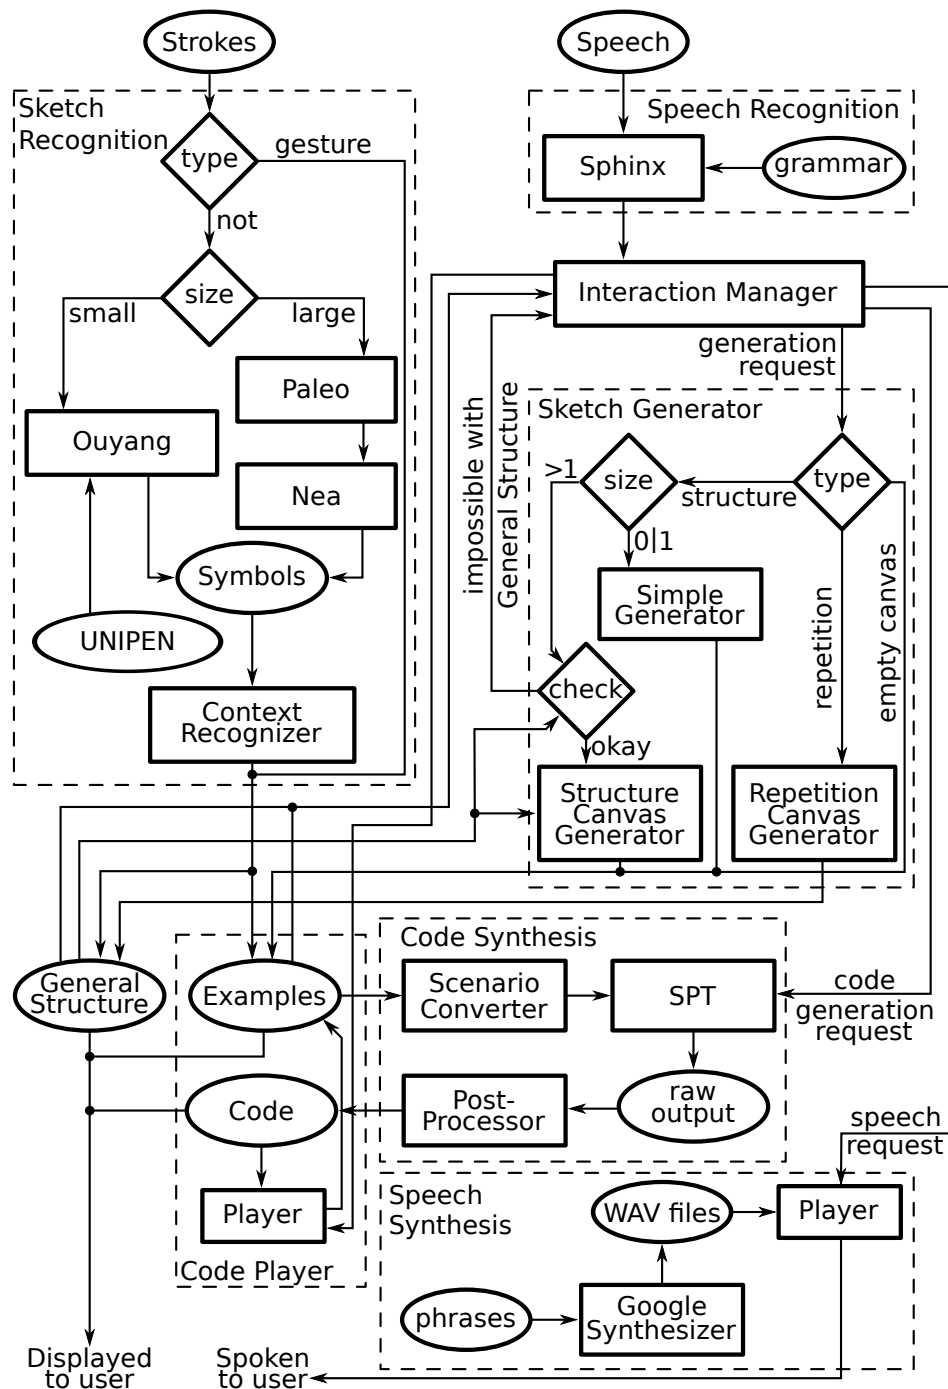 Strokes
Speech
Sketch
Recognition
type
gesture
not
size
small
large
Paleo
Ouyang
Nea
Symbols
UNIPEN
Context
Recognizer
Speech Recognition
Sphinx
grammar
Interaction Manager
generation
request
impossible with
General Structure
Sketch Generator
>1
size
structure
type
0|1
Simple
Generator
repetition
empty canvas
check
okay
Structure
Canvas
Generator
Repetition
Canvas
Generator
General
Structure
Examples
Code
Player
Code Player
Code Synthesis
Scenario
Converter
SPT
code
generation
request
Post-
Processor
raw
output
speech
request
Speech
Synthesis
WAV files
Player
phrases
Google
Synthesizer
Displayed
to user
Spoken
to user